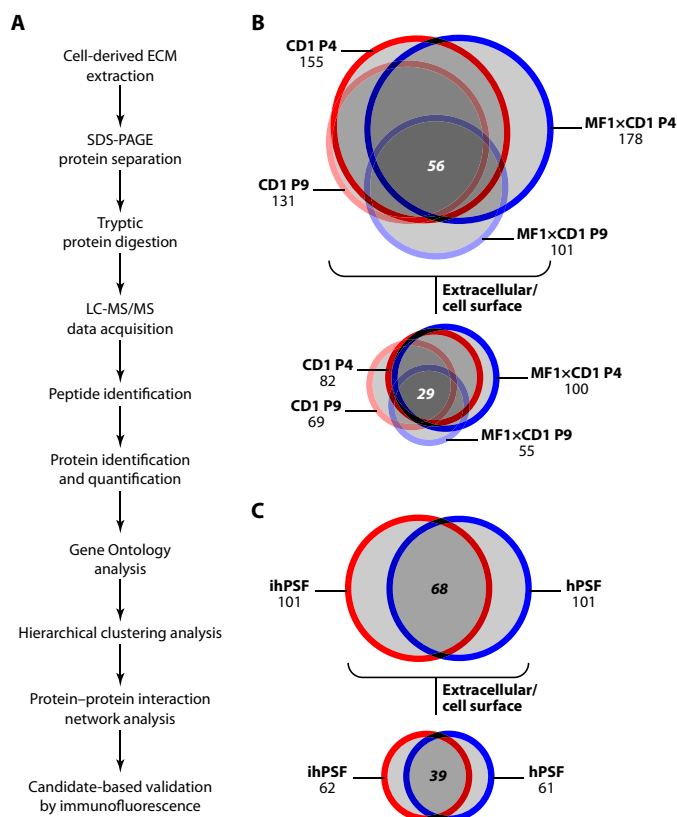 A
Cell-derived ECM
extraction
SDS-PAGE
protein separation
Tryptic
protein digestion
LC-MS/MS
data acquisition
Peptide identification
Protein identification
and quantification
Gene Ontology
analysis
Hierarchical clustering analysis
Protein–protein interaction
network analysis
Candidate-based validation
by immunofluorescence
B
CD1 P4
155
MF1×CD1 P4
178
56
CD1 P9
131
MF1×CD1 P9
101
Extracellular/
cell surface
CD1 P4
82
MF1×CD1 P4
100
29
CD1 P9
69
MF1×CD1 P9
55
C
ihPSF
101
68
hPSF
101
Extracellular/
cell surface
ihPSF
62
39
hPSF
61